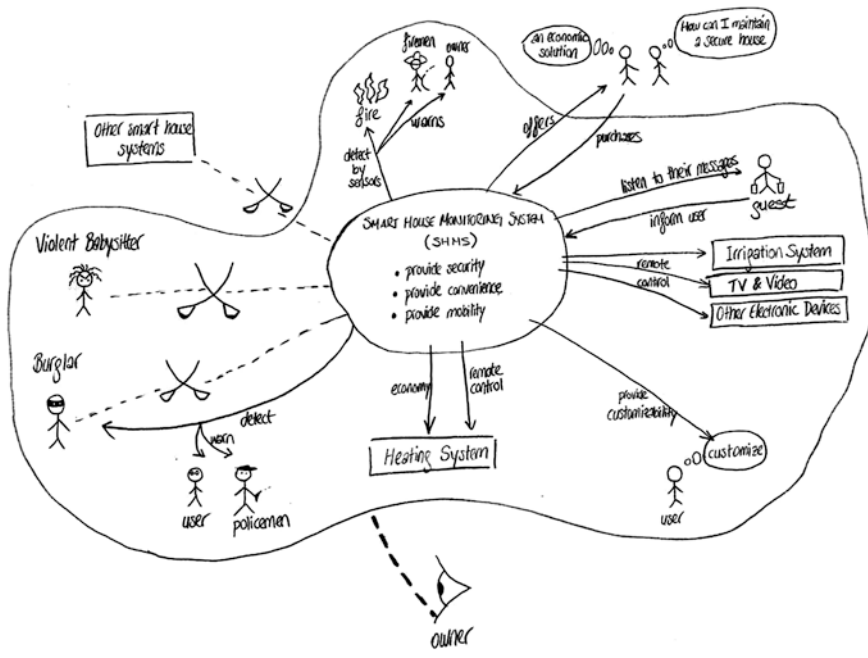 an economic
solution
How can I maintain
a secure house
firemen
owner
fire
Other smart house
systems
detect
by
sensors
warns
offers
purchases
listen to their messages
guest
inform user
SMART HOUSE MONITORING SYSTEM
(SHMS)
• provide security
• provide convenience
• provide mobility
Violent Babysitter
Irrigation System
remote
control
TV & Video
Other Electronic Devices
Burglar
detect
warn
user
policemen
economy
remote
control
Heating System
provide
customizability
customize
user
owner